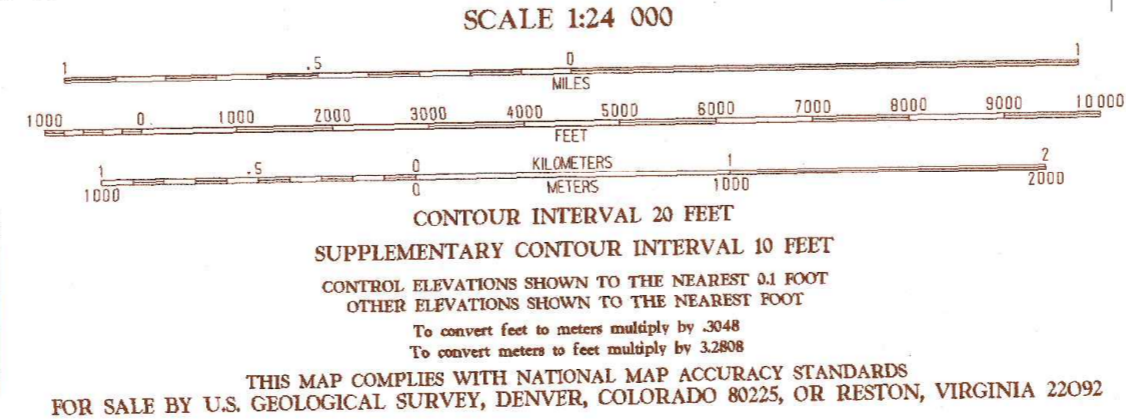 SCALE 1:24 000
1 .5 0 1
MILES
1000 0 1000 2000 3000 4000 5000 6000 7000 8000 9000 10 000
FEET
1 .5 0 KILOMETERS 1 2
1000 0 METERS 1000 2000
CONTOUR INTERVAL 20 FEET
SUPPLEMENTARY CONTOUR INTERVAL 10 FEET
CONTROL ELEVATIONS SHOWN TO THE NEAREST 0.1 FOOT
OTHER ELEVATIONS SHOWN TO THE NEAREST FOOT
To convert feet to meters multiply by .3048
To convert meters to feet multiply by 3.2808
THIS MAP COMPLIES WITH NATIONAL MAP ACCURACY STANDARDS
FOR SALE BY U.S. GEOLOGICAL SURVEY, DENVER, COLORADO 80225, OR RESTON, VIRGINIA 22092